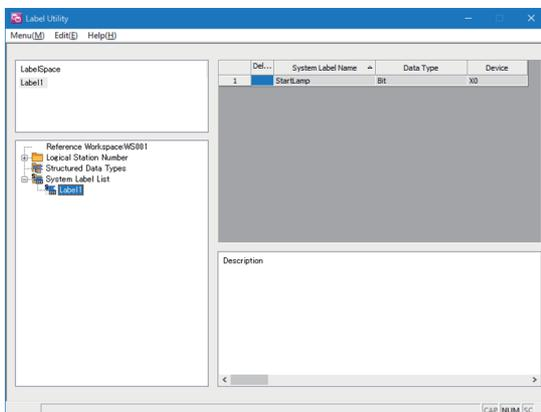 Label Utility
Menu(M) Edit(E) Help(H)
LabelSpace
Label1
Reference Workspace:WS001
Logical Station Number
Structured Data Types
System Label List
Label1
Del... System Label Name Data Type Device
1 StartLamp Bit X0
Description
CAP NUM SC